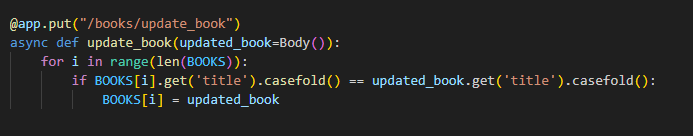 @app.put("/books/update_book")
async def update_book(updated_book=Body()):
    for i in range(len(BOOKS)):
        if BOOKS[i].get('title').casefold() == updated_book.get('title').casefold():
            BOOKS[i] = updated_book